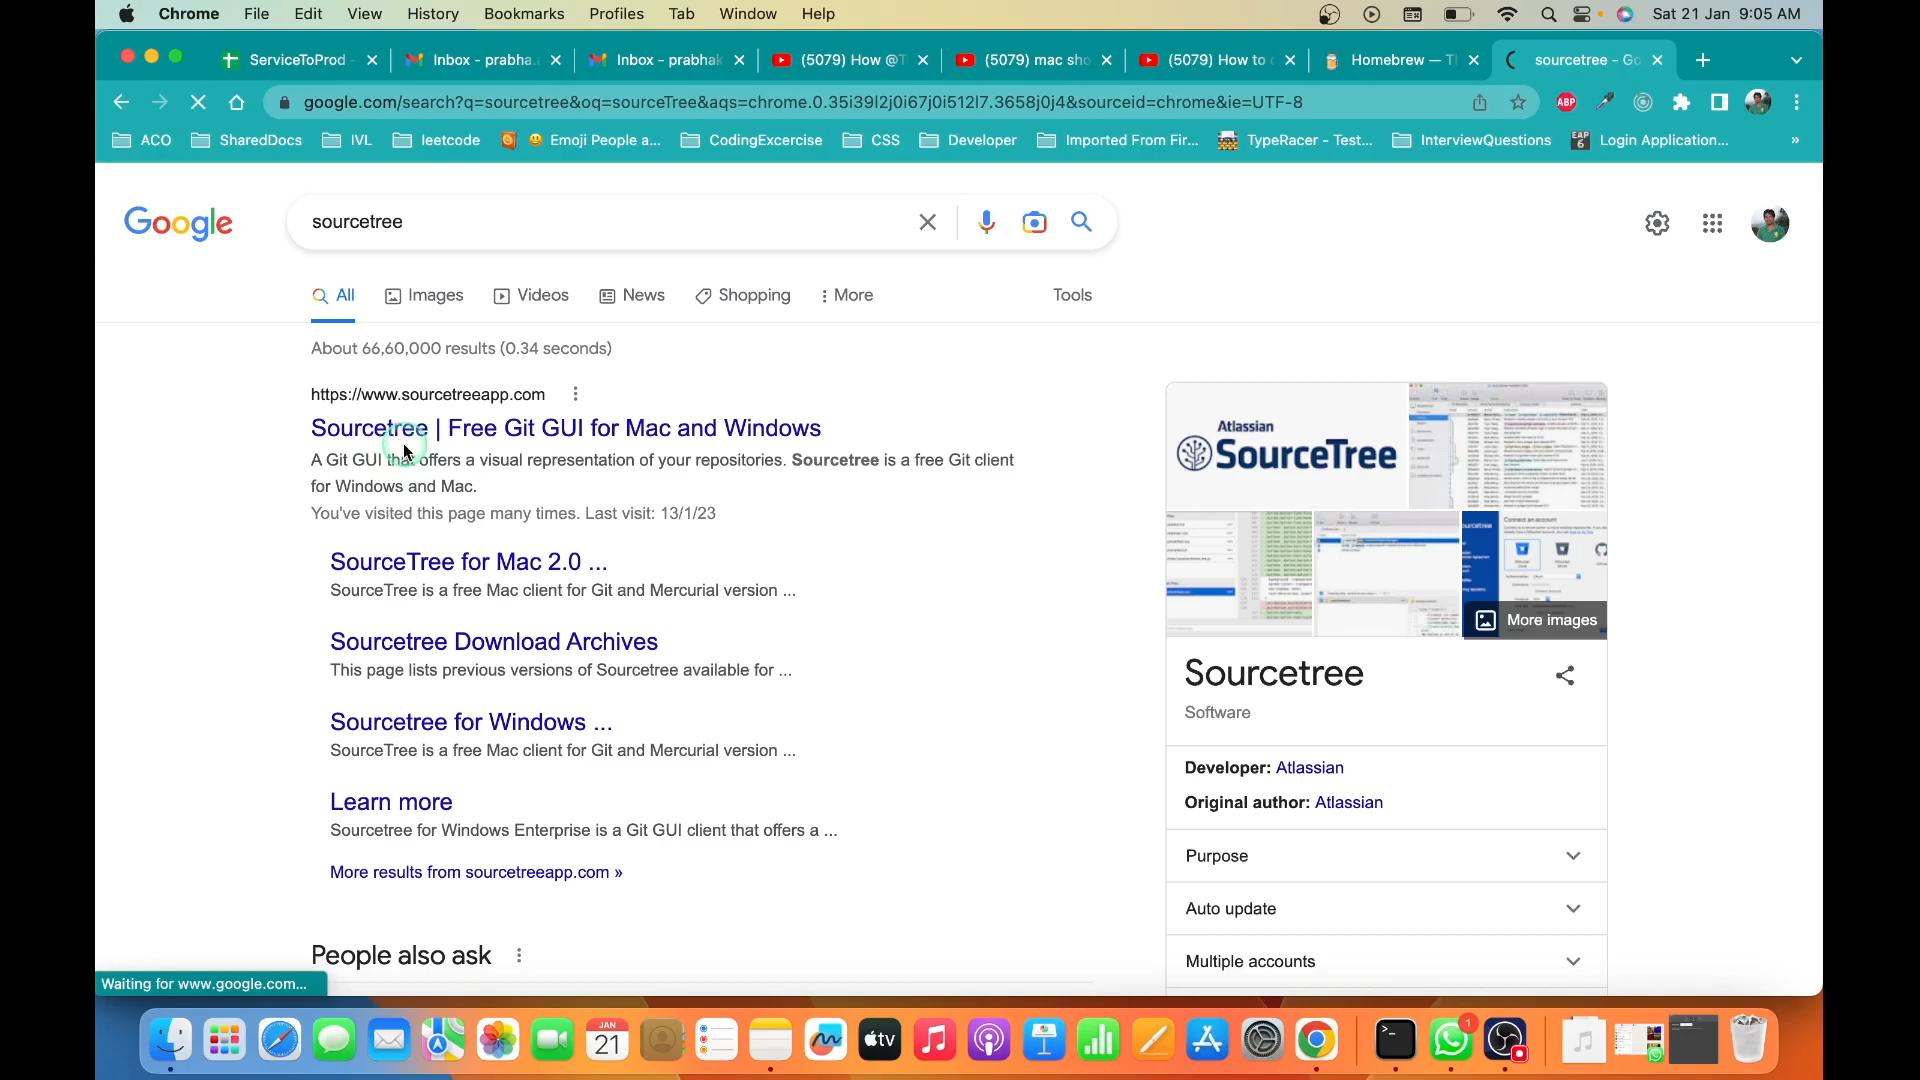 Chrome File Edit View History Bookmarks Profiles Tab Window Help Sat 21 Jan 9:05 AM
ServiceToProd - Inbox - prabha. Inbox - prabhak (5079) How @T (5079) mac sho (5079) How to Homebrew — T sourcetree - Go
google.com/search?q=sourcetree&oq=sourceTree&aqs=chrome.0.35i39l2j0i67j0i512l7.3658j0j4&sourceid=chrome&ie=UTF-8 ABP
ACO SharedDocs IVL leetcode Emoji People a... CodingExcercise CSS Developer Imported From Fir... TypeRacer - Test... InterviewQuestions EAP 6 Login Application... »
Google sourcetree
All Images Videos News Shopping More Tools
About 66,60,000 results (0.34 seconds)
https://www.sourcetreeapp.com
Sourcetree | Free Git GUI for Mac and Windows
A Git GUI that offers a visual representation of your repositories. Sourcetree is a free Git client
for Windows and Mac.
You've visited this page many times. Last visit: 13/1/23
SourceTree for Mac 2.0 ...
SourceTree is a free Mac client for Git and Mercurial version ...
Sourcetree Download Archives
This page lists previous versions of Sourcetree available for ...
Sourcetree for Windows ...
SourceTree is a free Mac client for Git and Mercurial version ...
Learn more
Sourcetree for Windows Enterprise is a Git GUI client that offers a ...
More results from sourcetreeapp.com »
People also ask
Atlassian
SourceTree
More images
Sourcetree
Software
Developer: Atlassian
Original author: Atlassian
Purpose
Auto update
Multiple accounts
Waiting for www.google.com...
JAN
21
tv
1